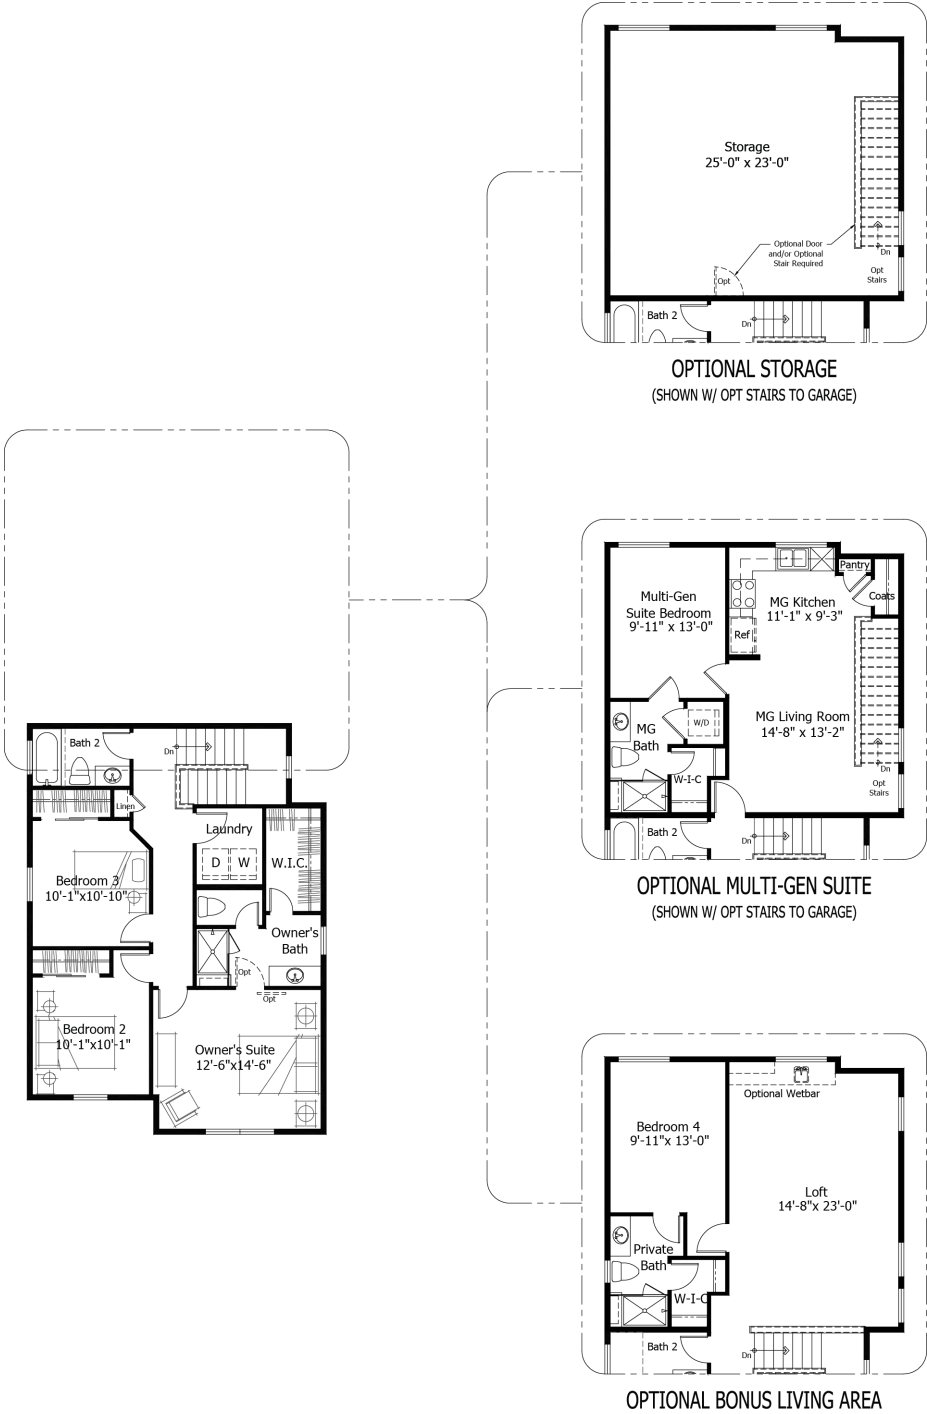 Storage
25'-0" x 23'-0"
Optional Door
and/or Optional
Stair Required
Opt
Dn
Opt
Stairs
Bath 2
Dn
OPTIONAL STORAGE
(SHOWN W/ OPT STAIRS TO GARAGE)
Multi-Gen
Suite Bedroom
9'-11" x 13'-0"
MG Kitchen
11'-1" x 9'-3"
Pantry
Coats
Ref
MG Living Room
14'-8" x 13'-2"
MG
Bath
W/D
W-I-C
Dn
Opt
Stairs
Bath 2
Dn
OPTIONAL MULTI-GEN SUITE
(SHOWN W/ OPT STAIRS TO GARAGE)
Bath 2
Dn
Linen
Laundry
D W
W.I.C.
Bedroom 3
10'-1"x10'-10"
Owner's
Bath
Opt
Opt
Bedroom 2
10'-1"x10'-1"
Owner's Suite
12'-6"x14'-6"
Optional Wetbar
Bedroom 4
9'-11"x 13'-0"
Loft
14'-8"x 23'-0"
Private
Bath
W-I-C
Bath 2
Dn
OPTIONAL BONUS LIVING AREA